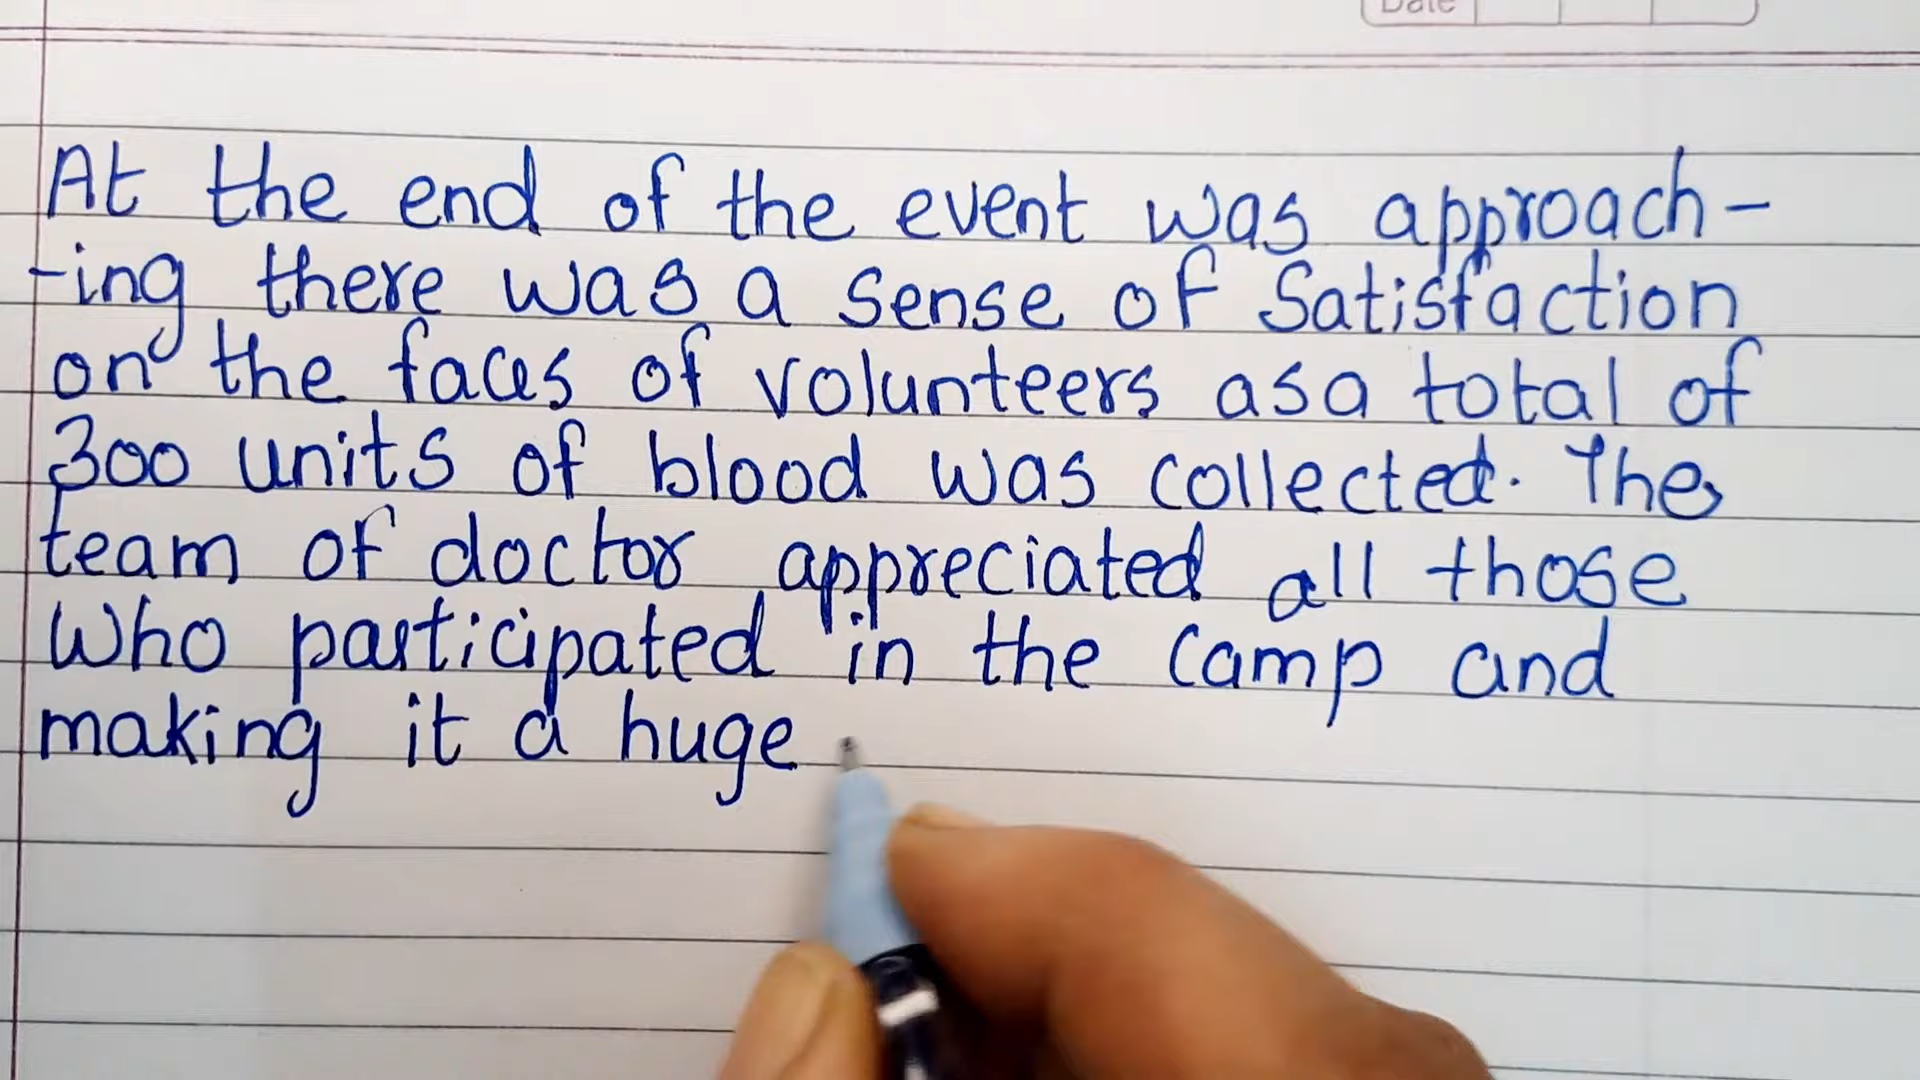 Date
At the end of the event was approach-
-ing there was a sense of Satisfaction
on the faces of volunteers as a total of
300 units of blood was collected. The
team of doctor appreciated all those
Who participated in the Camp and
making it a huge